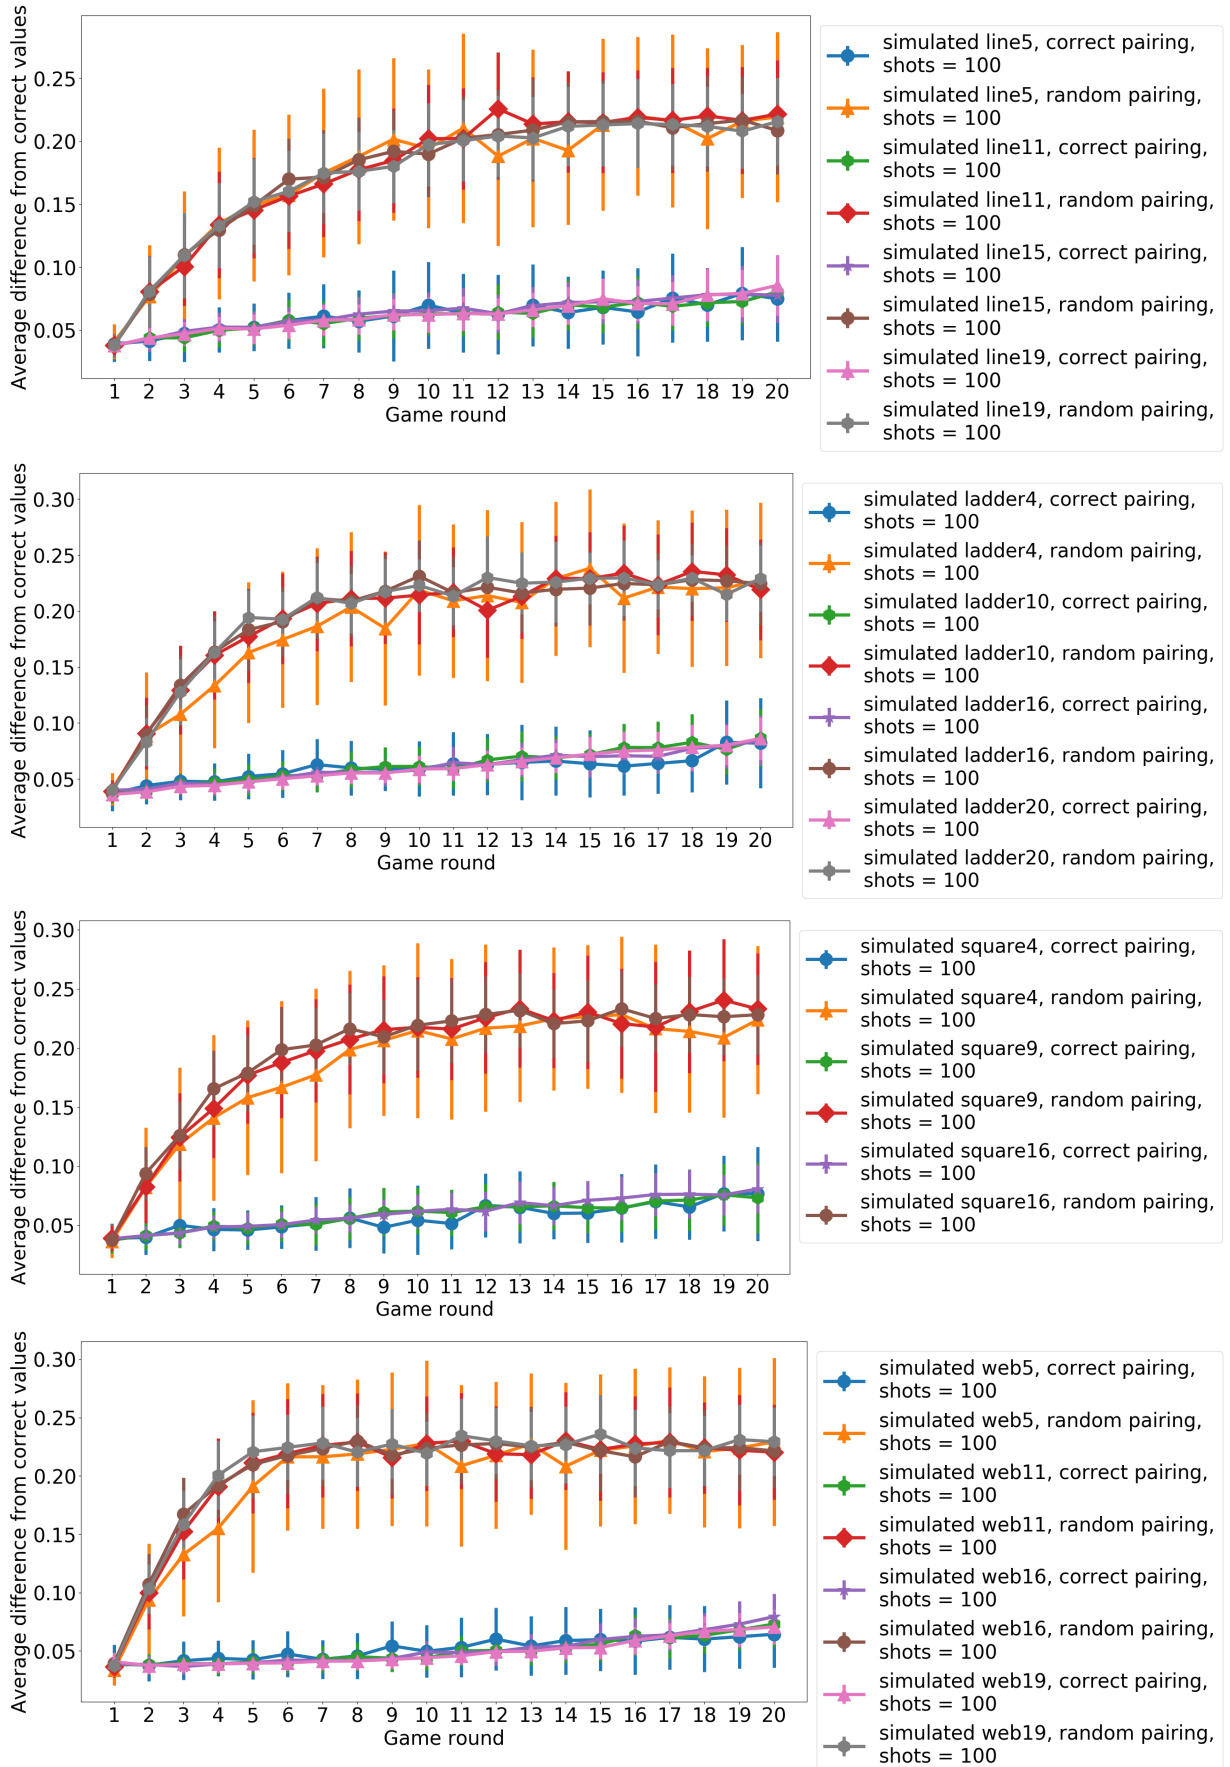 Average difference from correct values
0.25
0.20
0.15
0.10
0.05
1 2 3 4 5 6 7 8 9 10 11 12 13 14 15 16 17 18 19 20
Game round
simulated line5, correct pairing,
shots = 100
simulated line5, random pairing,
shots = 100
simulated line11, correct pairing,
shots = 100
simulated line11, random pairing,
shots = 100
simulated line15, correct pairing,
shots = 100
simulated line15, random pairing,
shots = 100
simulated line19, correct pairing,
shots = 100
simulated line19, random pairing,
shots = 100
Average difference from correct values
0.30
0.25
0.20
0.15
0.10
0.05
1 2 3 4 5 6 7 8 9 10 11 12 13 14 15 16 17 18 19 20
Game round
simulated ladder4, correct pairing,
shots = 100
simulated ladder4, random pairing,
shots = 100
simulated ladder10, correct pairing,
shots = 100
simulated ladder10, random pairing,
shots = 100
simulated ladder16, correct pairing,
shots = 100
simulated ladder16, random pairing,
shots = 100
simulated ladder20, correct pairing,
shots = 100
simulated ladder20, random pairing,
shots = 100
Average difference from correct values
0.30
0.25
0.20
0.15
0.10
0.05
1 2 3 4 5 6 7 8 9 10 11 12 13 14 15 16 17 18 19 20
Game round
simulated square4, correct pairing,
shots = 100
simulated square4, random pairing,
shots = 100
simulated square9, correct pairing,
shots = 100
simulated square9, random pairing,
shots = 100
simulated square16, correct pairing,
shots = 100
simulated square16, random pairing,
shots = 100
Average difference from correct values
0.30
0.25
0.20
0.15
0.10
0.05
1 2 3 4 5 6 7 8 9 10 11 12 13 14 15 16 17 18 19 20
Game round
simulated web5, correct pairing,
shots = 100
simulated web5, random pairing,
shots = 100
simulated web11, correct pairing,
shots = 100
simulated web11, random pairing,
shots = 100
simulated web16, correct pairing,
shots = 100
simulated web16, random pairing,
shots = 100
simulated web19, correct pairing,
shots = 100
simulated web19, random pairing,
shots = 100